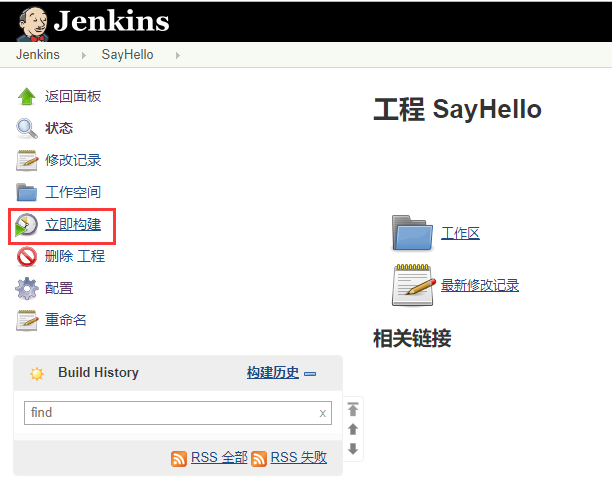 Jenkins
Jenkins SayHello
返回面板
状态
修改记录
工作空间
立即构建
删除 工程
配置
重命名
工程 SayHello
工作区
最新修改记录
相关链接
Build History 构建历史
find x
RSS 全部 RSS 失败